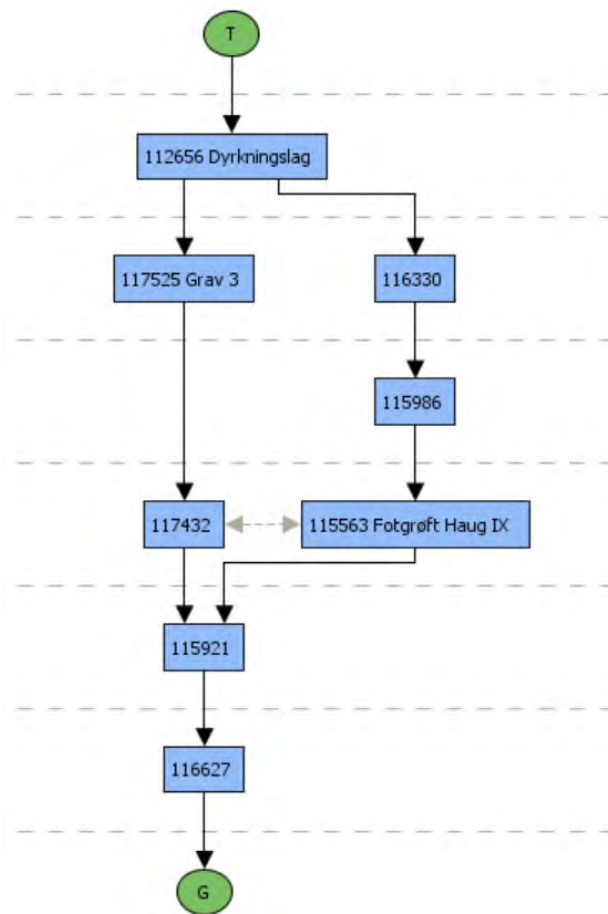 T
112656 Dyrkningslag
117525 Grav 3
116330
115986
117432
115563 Fotgrøft Haug IX
115921
116627
G